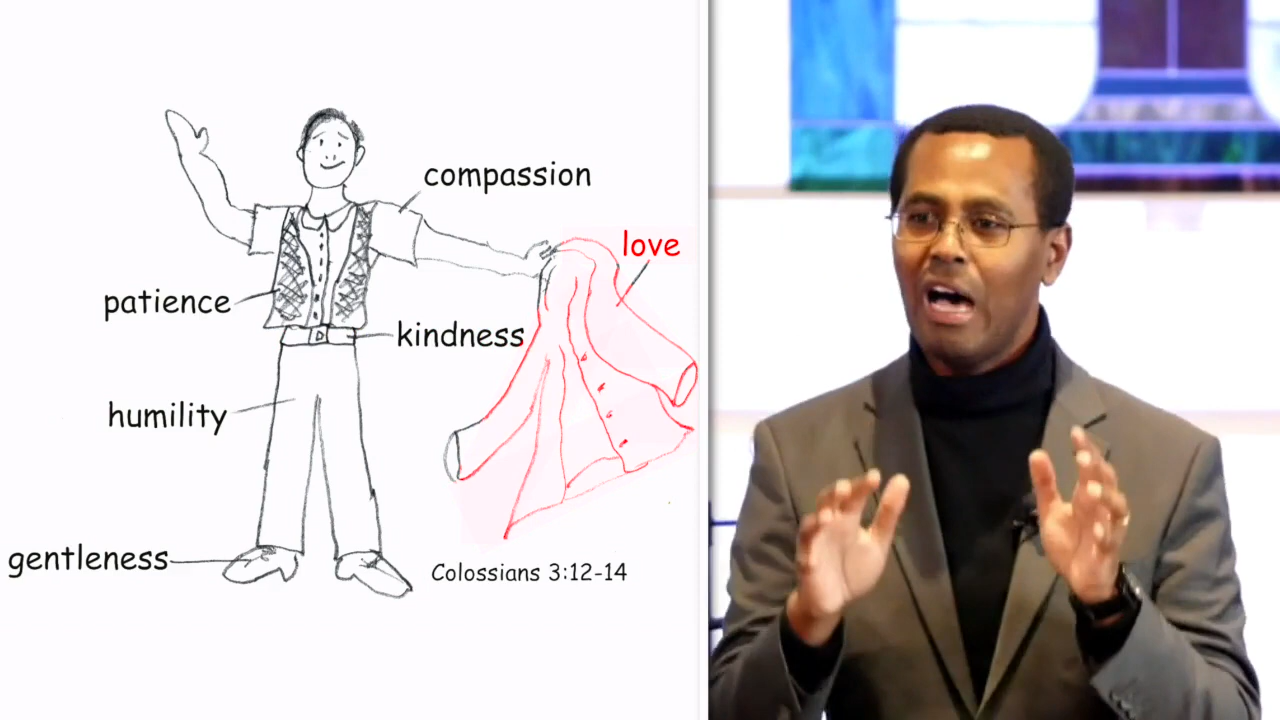 compassion
love
patience
kindness
humility
gentleness
Colossians 3:12-14